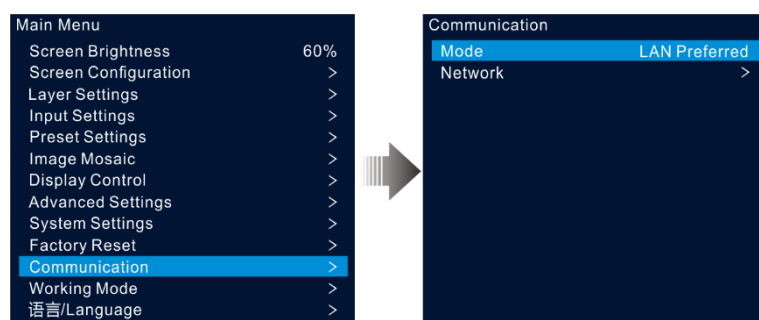 Main Menu
Screen Brightness 60%
Screen Configuration >
Layer Settings >
Input Settings >
Preset Settings >
Image Mosaic >
Display Control >
Advanced Settings >
System Settings >
Factory Reset >
Communication >
Working Mode >
语言/Language >
Communication
Mode LAN Preferred
Network >